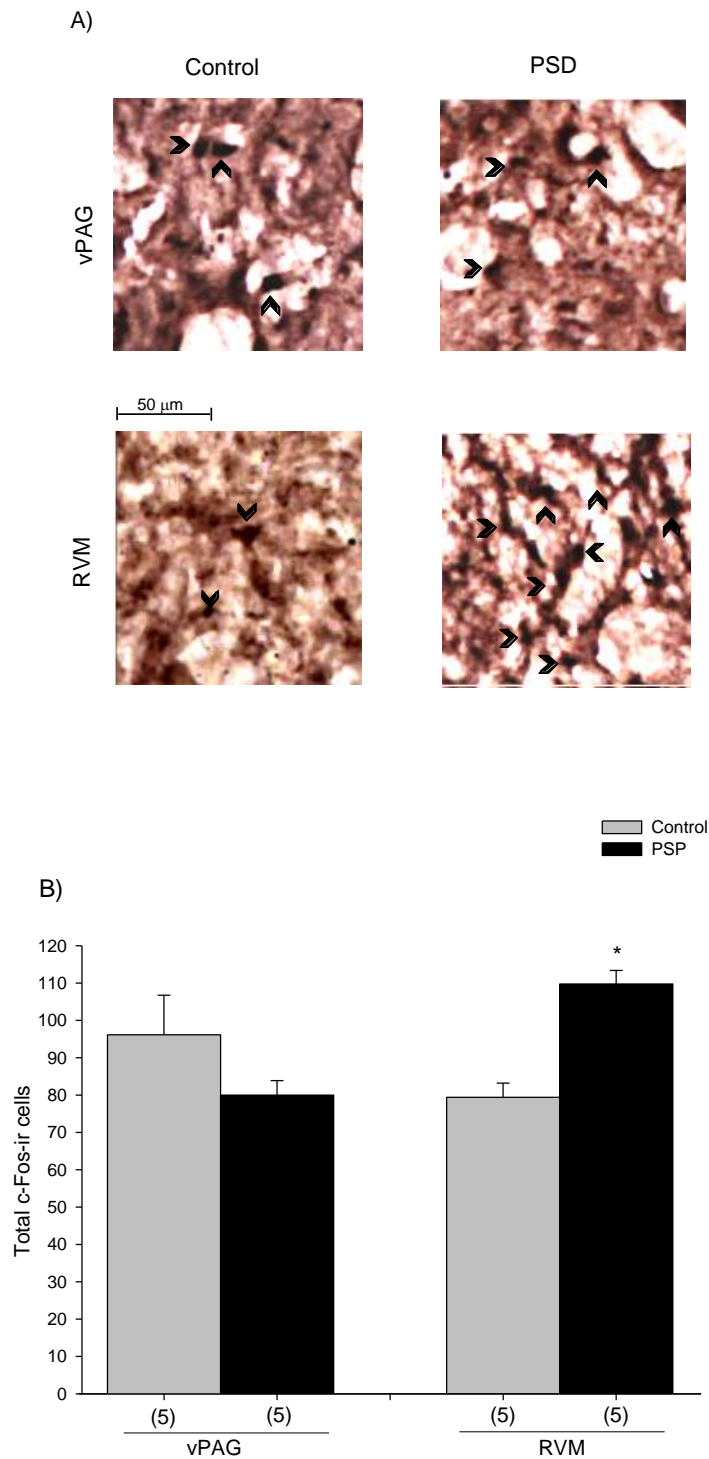 A)
Control PSD
vPAG
50 μm
RVM
Control
PSP
B)
Total c-Fos-ir cells
120
110
100
90
80
70
60
50
40
30
20
10
0
*
(5) (5) (5) (5)
vPAG RVM